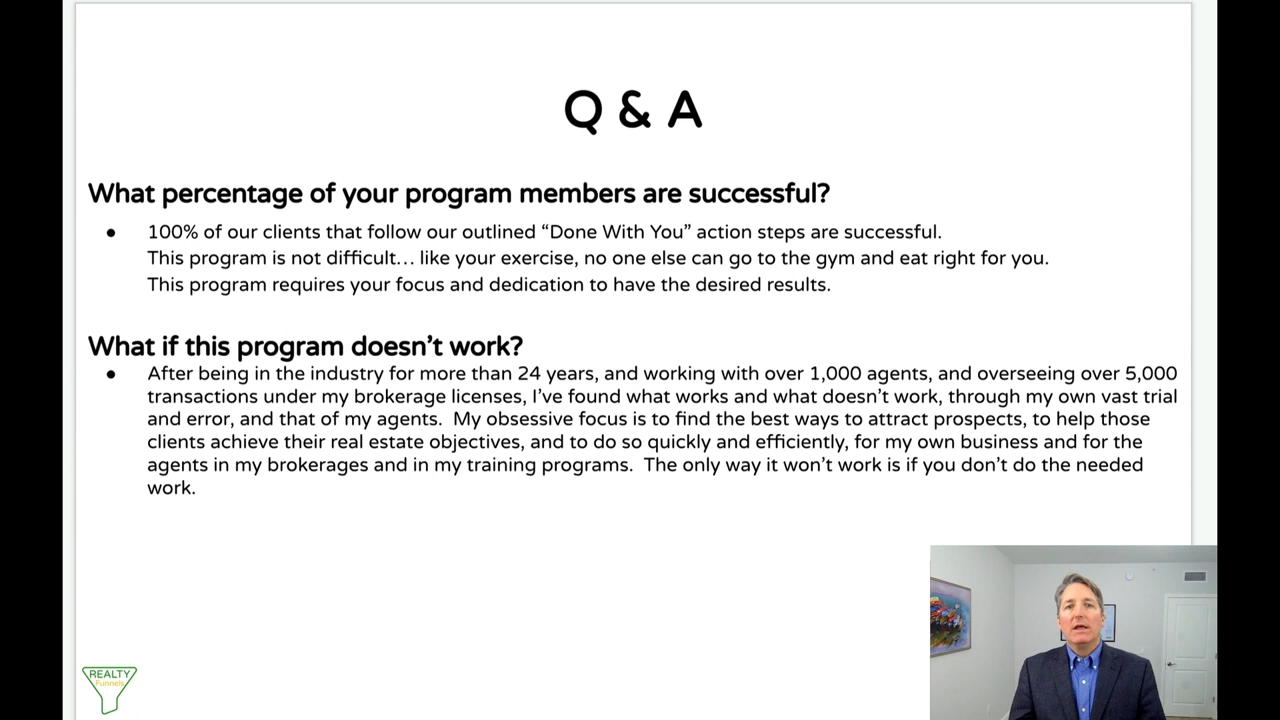 Q & A
What percentage of your program members are successful?
● 100% of our clients that follow our outlined “Done With You” action steps are successful.
This program is not difficult… like your exercise, no one else can go to the gym and eat right for you.
This program requires your focus and dedication to have the desired results.
What if this program doesn’t work?
● After being in the industry for more than 24 years, and working with over 1,000 agents, and overseeing over 5,000
transactions under my brokerage licenses, I’ve found what works and what doesn’t work, through my own vast trial
and error, and that of my agents.  My obsessive focus is to find the best ways to attract prospects, to help those
clients achieve their real estate objectives, and to do so quickly and efficiently, for my own business and for the
agents in my brokerages and in my training programs.  The only way it won’t work is if you don’t do the needed
work.
REALTY
Funnels